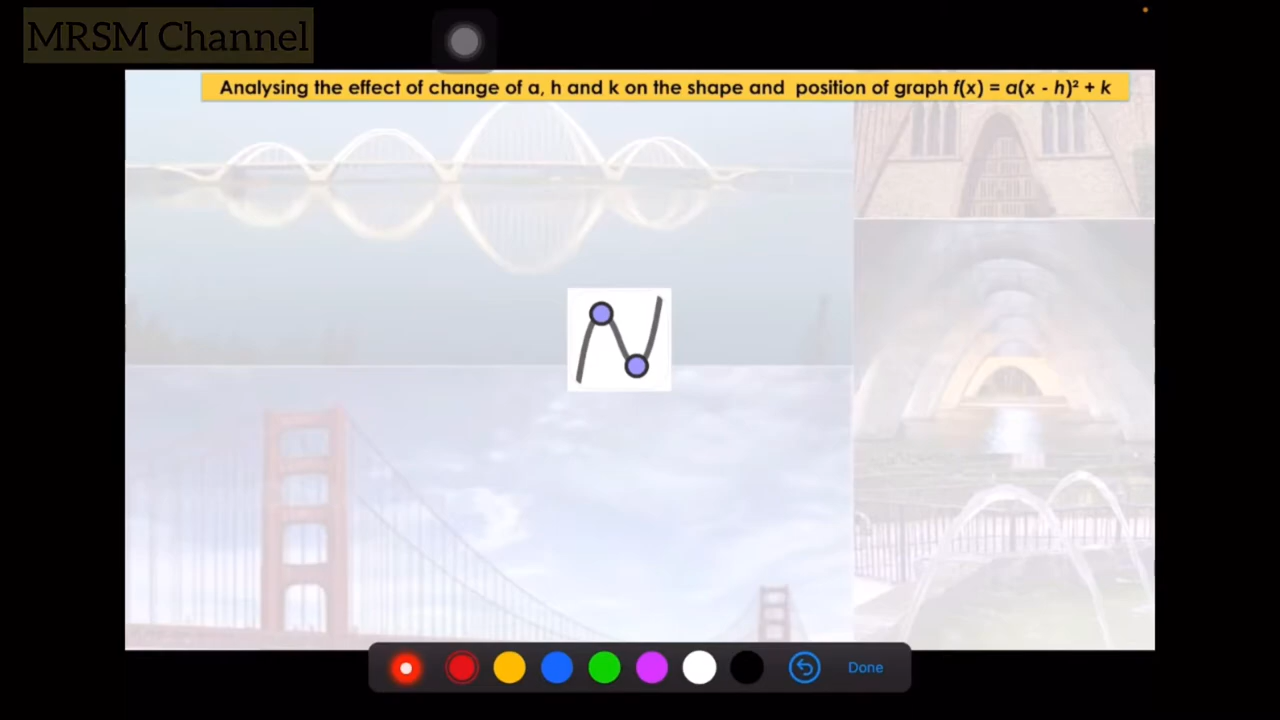 MRSM Channel
Analysing the effect of change of a, h and k on the shape and position of graph f(x) = a(x - h)² + k
Done